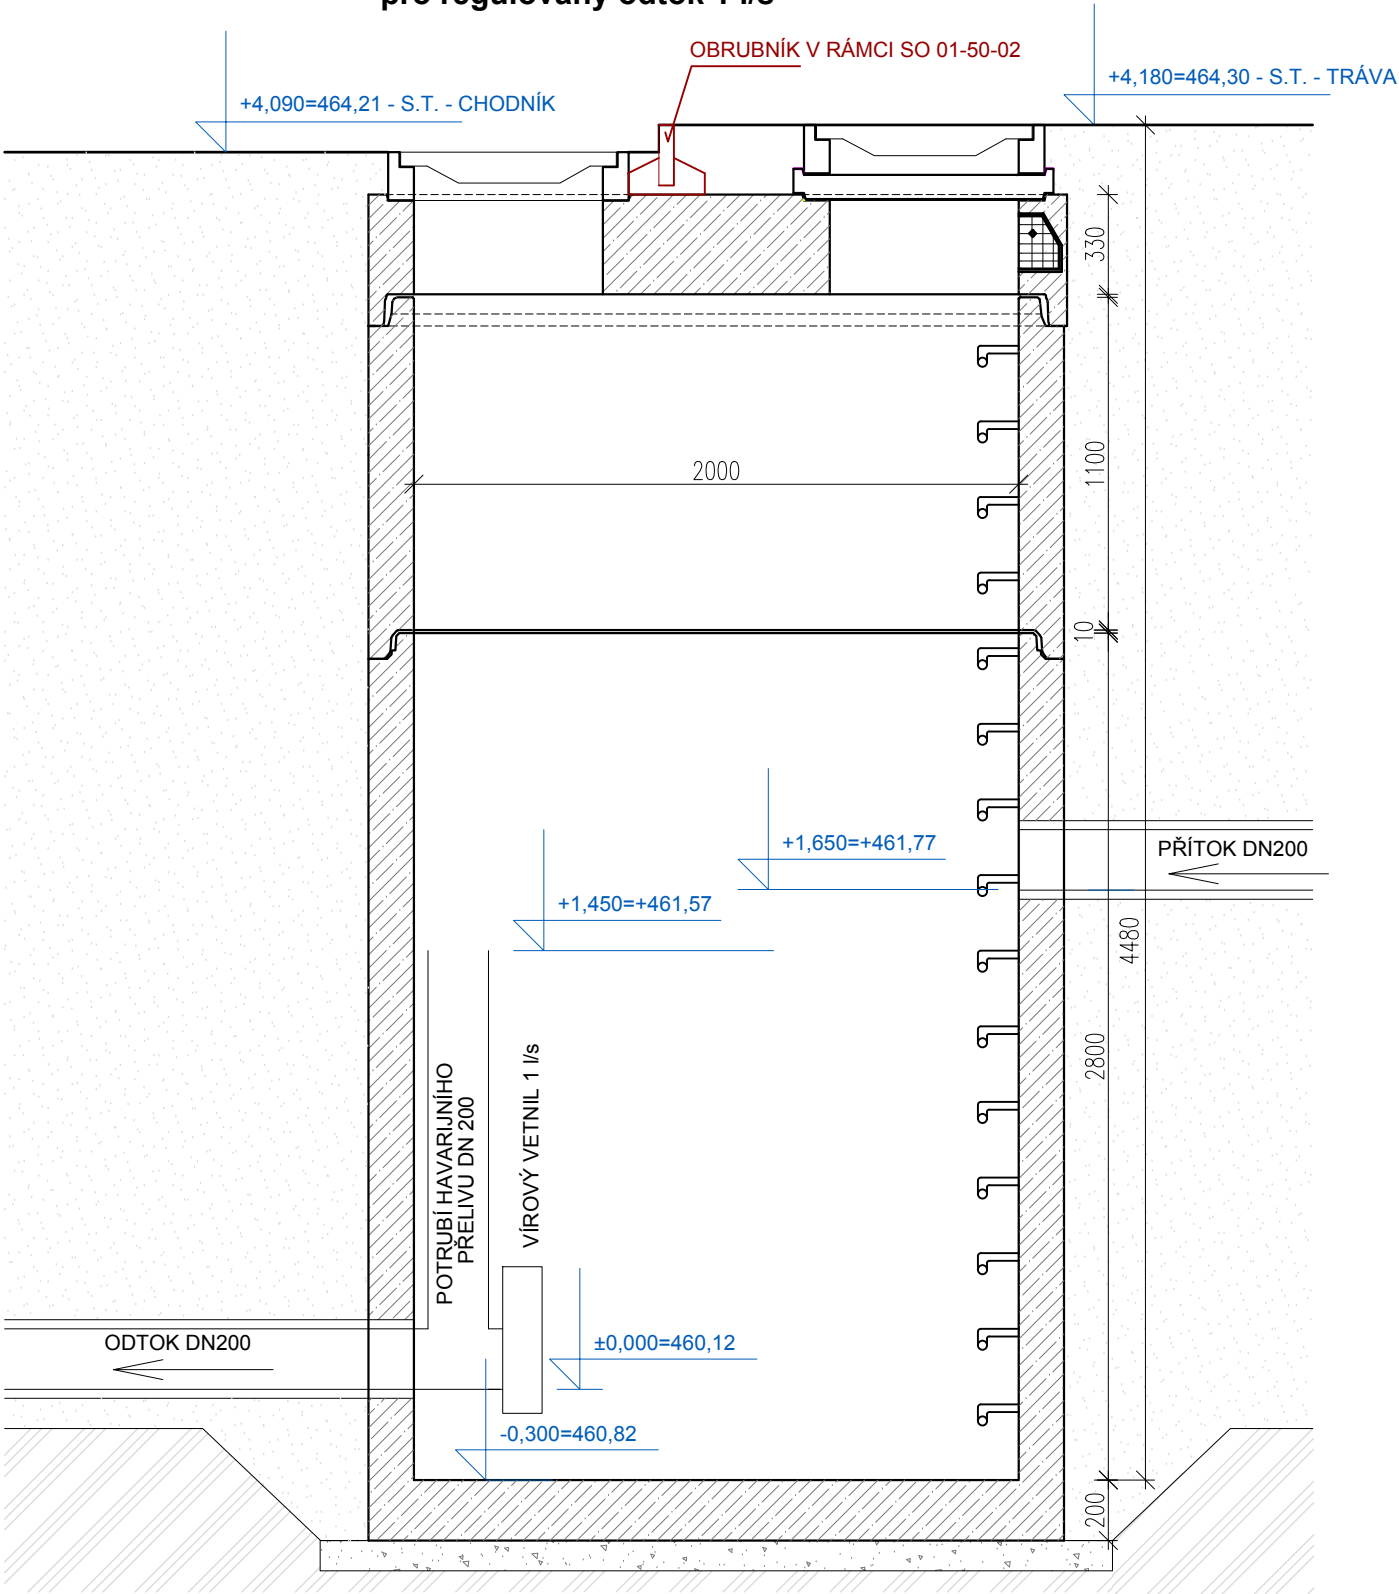 OBRUBNÍK V RÁMCI SO 01-50-02
+4,180=464,30 - S.T. - TRÁVA
+4,090=464,21 - S.T. - CHODNÍK
330
1100
2000
10
+1,650=+461,77
PŘÍTOK DN200
+1,450=+461,57
4480
2800
POTRUBÍ HAVARIJNÍHO
PŘELIVU DN 200
VÍROVÝ VETNIL 1 l/s
ODTOK DN200
±0,000=460,12
-0,300=460,82
200